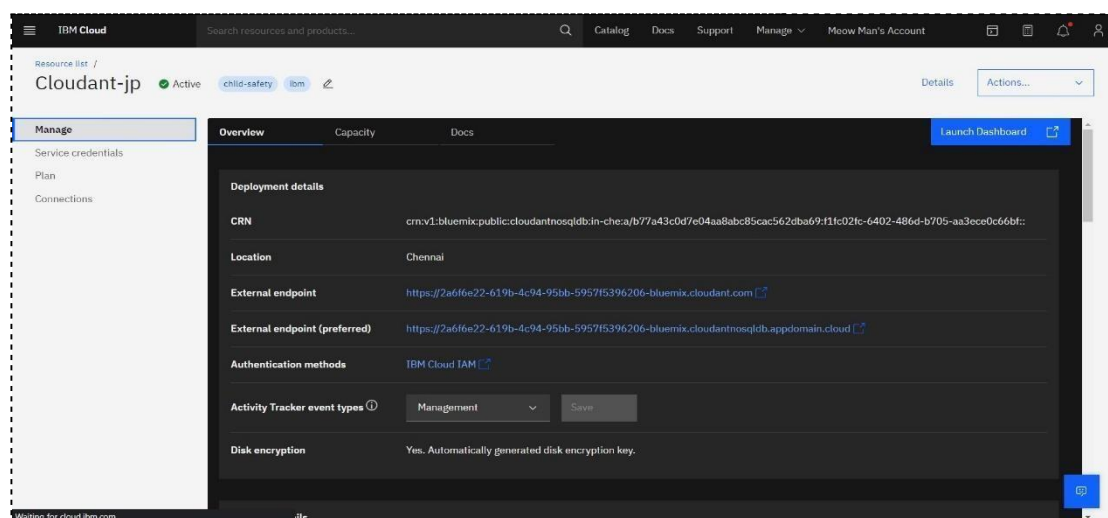 IBM Cloud
Search resources and products...
Catalog Docs Support Manage Meow Man's Account
Resource list /
Cloudant-jp Active child-safety ibm Details Actions...
Manage
Service credentials
Plan
Connections
Overview Capacity Docs Launch Dashboard
Deployment details
CRN crn:v1:bluemix:public:cloudantnosqldb:in-che:a/b77a43c0d7e04aa8abc85cac562dba69:f1fc02fc-6402-486d-b705-aa3ece0c66bf::
Location Chennai
External endpoint https://2a6f6e22-619b-4c94-95bb-5957f5396206-bluemix.cloudant.com
External endpoint (preferred) https://2a6f6e22-619b-4c94-95bb-5957f5396206-bluemix.cloudantnosqldb.appdomain.cloud
Authentication methods IBM Cloud IAM
Activity Tracker event types Management Save
Disk encryption Yes. Automatically generated disk encryption key.
Waiting for cloud.ibm.com